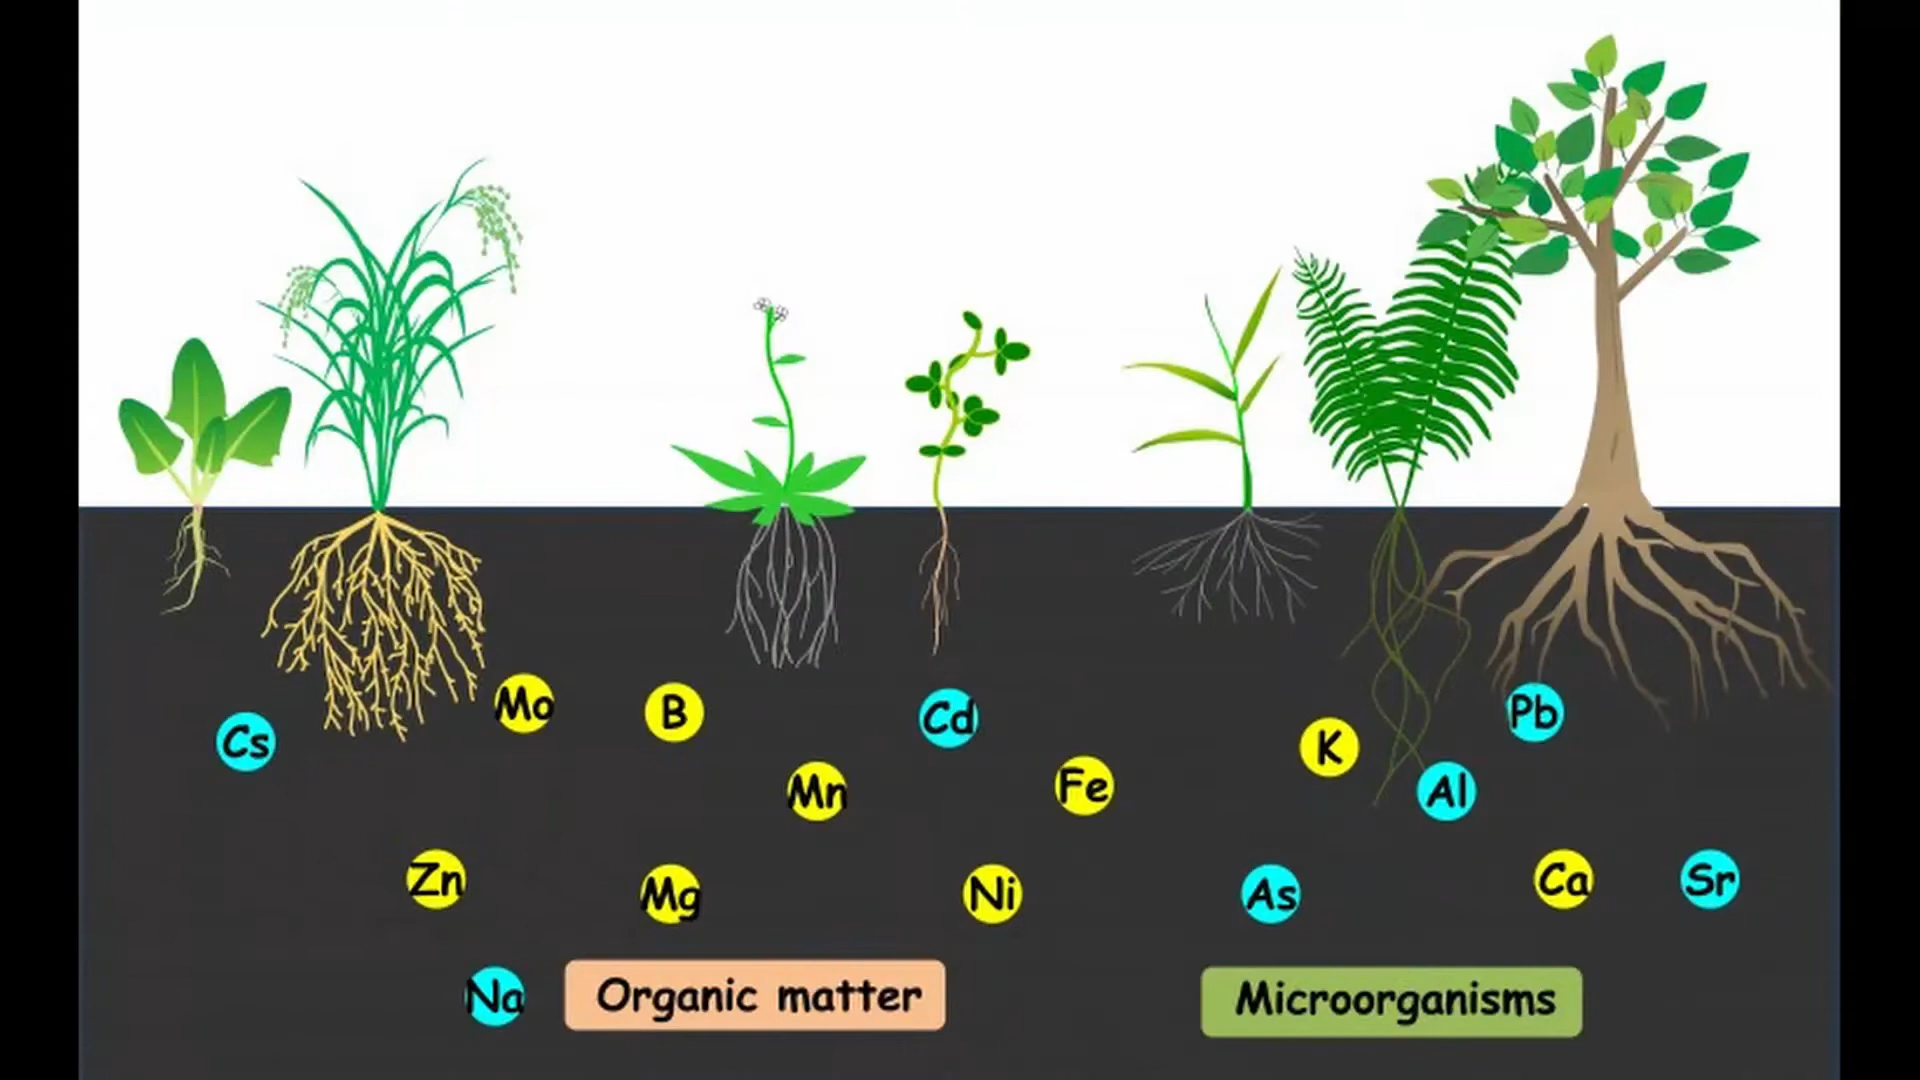 Mo
B
Cd
Pb
Cs
K
Mn
Fe
Al
Zn
Mg
Ni
As
Ca
Sr
Na
Organic matter
Microorganisms